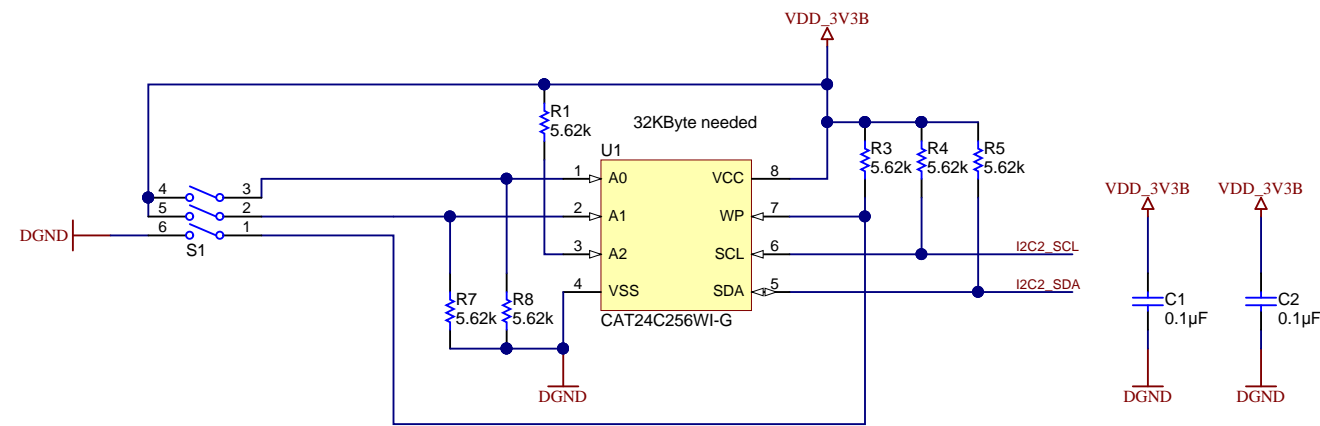 VDD_3V3B
R1
5.62k
32KByte needed
R3
5.62k
R4
5.62k
R5
5.62k
U1
1
A0
VCC
8
2
A1
WP
7
3
A2
SCL
6
I2C2_SCL
4
VSS
SDA
5
I2C2_SDA
CAT24C256WI-G
4
3
5
2
6
1
S1
DGND
R7
5.62k
R8
5.62k
DGND
VDD_3V3B
C1
0.1µF
DGND
VDD_3V3B
C2
0.1µF
DGND